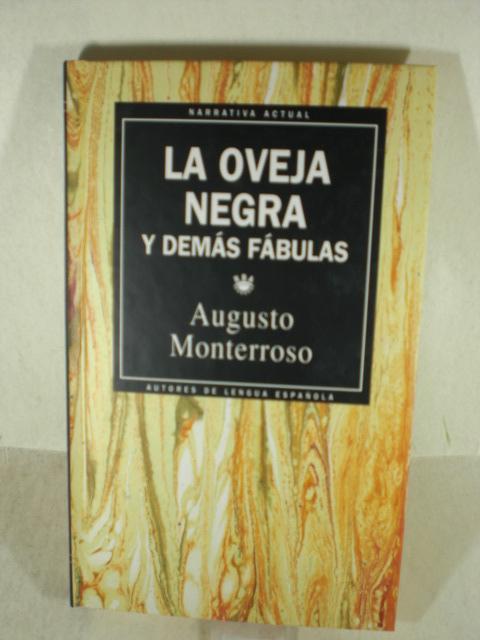 NARRATIVA ACTUAL
LA OVEJA
NEGRA
Y DEMÁS FÁBULAS
Augusto
Monterroso
AUTORES DE LENGUA ESPAÑOLA